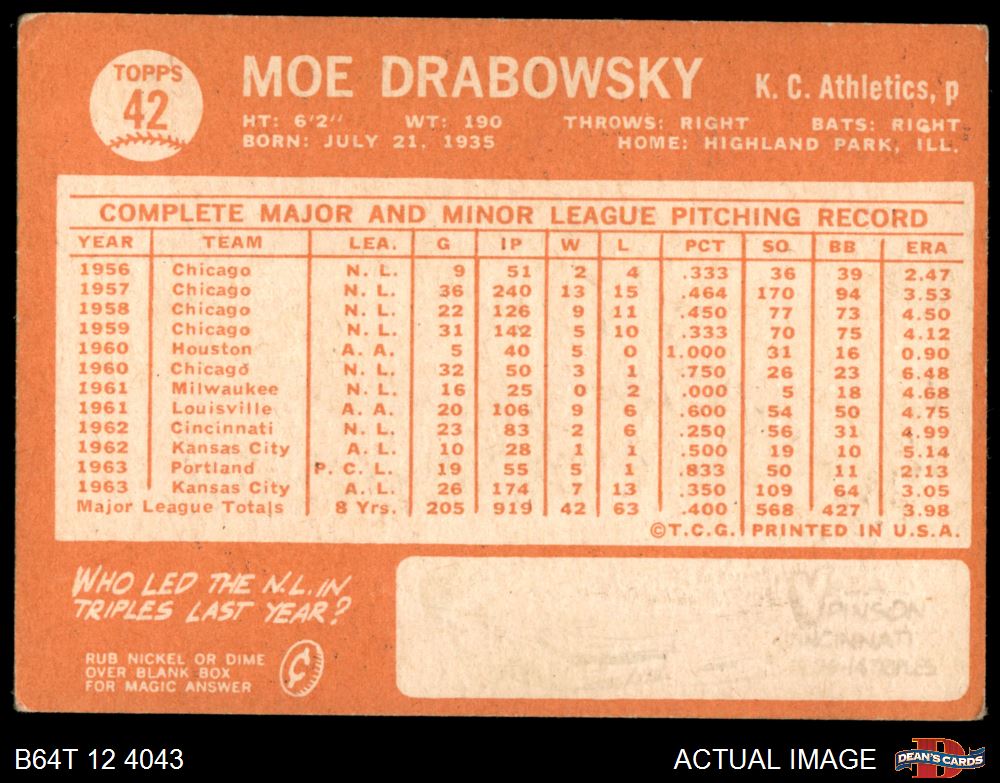 TOPPS
42
MOE DRABOWSKY
K. C. Athletics, p
HT: 6'2" WT: 190 THROWS: RIGHT BATS: RIGHT
BORN: JULY 21, 1935 HOME: HIGHLAND PARK, ILL.
COMPLETE MAJOR AND MINOR LEAGUE PITCHING RECORD
YEAR TEAM LEA. G IP W L PCT SO BB ERA
1956 Chicago N. L. 9 51 2 4 .333 36 39 2.47
1957 Chicago N. L. 36 240 13 15 .464 170 94 3.53
1958 Chicago N. L. 22 126 9 11 .450 77 73 4.50
1959 Chicago N. L. 31 142 5 10 .333 70 75 4.12
1960 Houston A. A. 5 40 5 0 1.000 31 16 0.90
1960 Chicago N. L. 32 50 3 1 .750 26 23 6.48
1961 Milwaukee N. L. 16 25 0 2 .000 5 18 4.68
1961 Louisville A. A. 20 106 9 6 .600 54 50 4.75
1962 Cincinnati N. L. 23 83 2 6 .250 56 31 4.99
1962 Kansas City A. L. 10 28 1 1 .500 19 10 5.14
1963 Portland P. C. L. 19 55 5 1 .833 50 11 2.13
1963 Kansas City A. L. 26 174 7 13 .350 109 64 3.05
Major League Totals 8 Yrs. 205 919 42 63 .400 568 427 3.98
©T.C.G. PRINTED IN U.S.A.
WHO LED THE N.L. IN
TRIPLES LAST YEAR?
RUB NICKEL OR DIME
OVER BLANK BOX
FOR MAGIC ANSWER
PINSON
CINCINNATI
TRIPLES
B64T 12 4043
ACTUAL IMAGE
DEAN'S CARDS